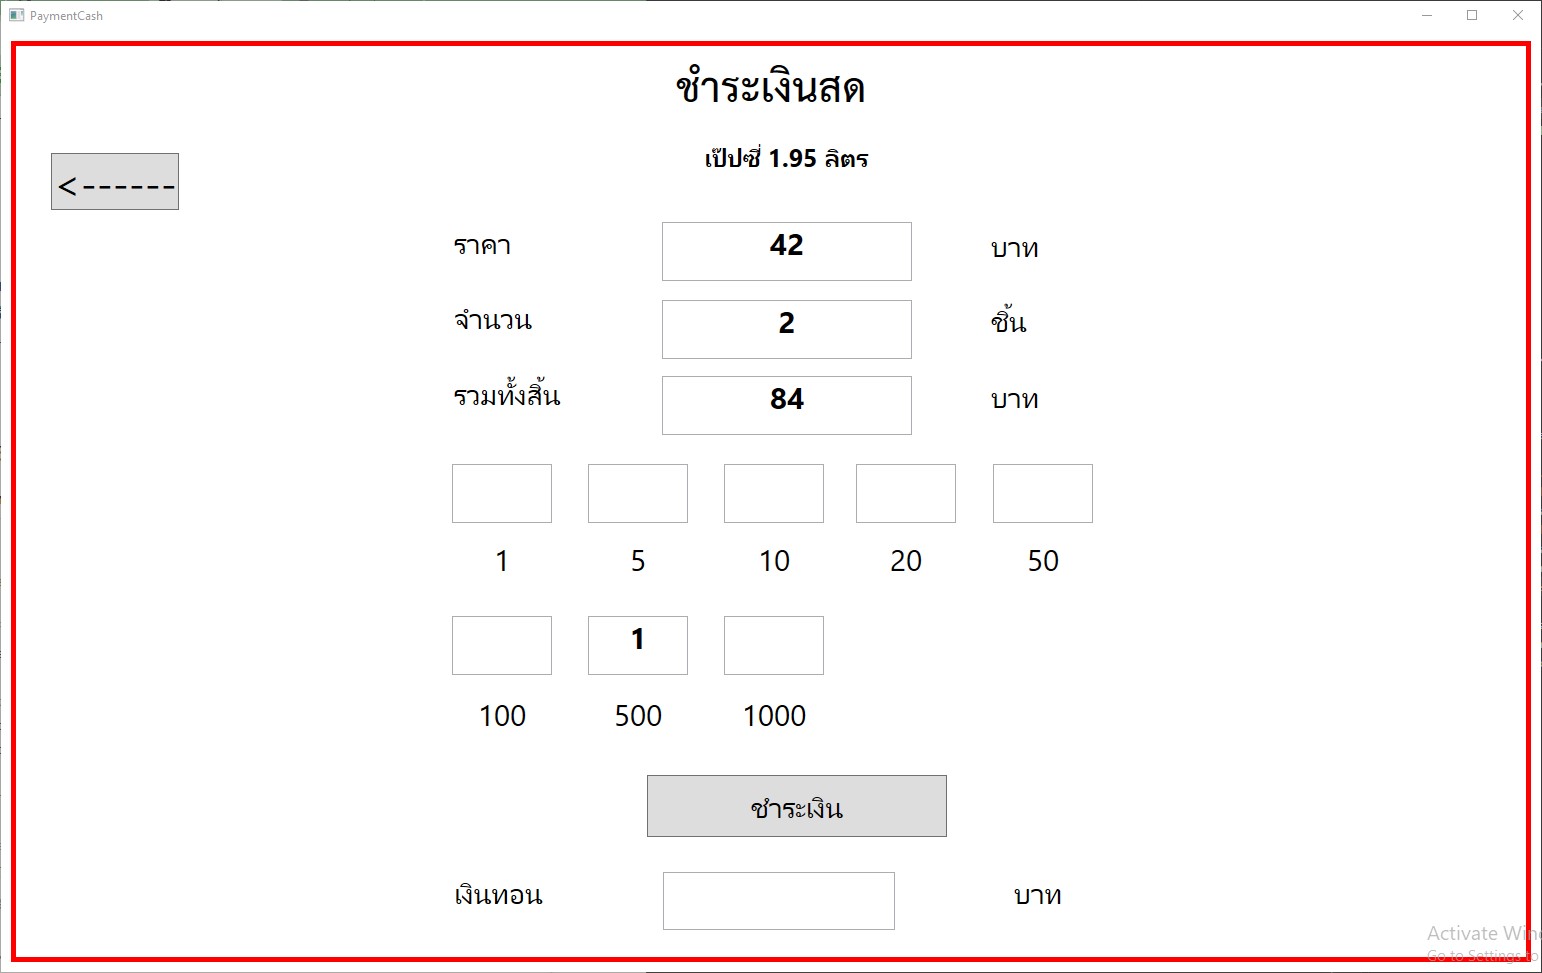 PaymentCash
ชำระเงินสด
เป๊ปซี่ 1.95 ลิตร
<------
ราคา 42 บาท
จำนวน 2 ชิ้น
รวมทั้งสิ้น 84 บาท
1 5 10 20 50
1
100 500 1000
ชำระเงิน
เงินทอน บาท
Activate Win
Go to Settings to